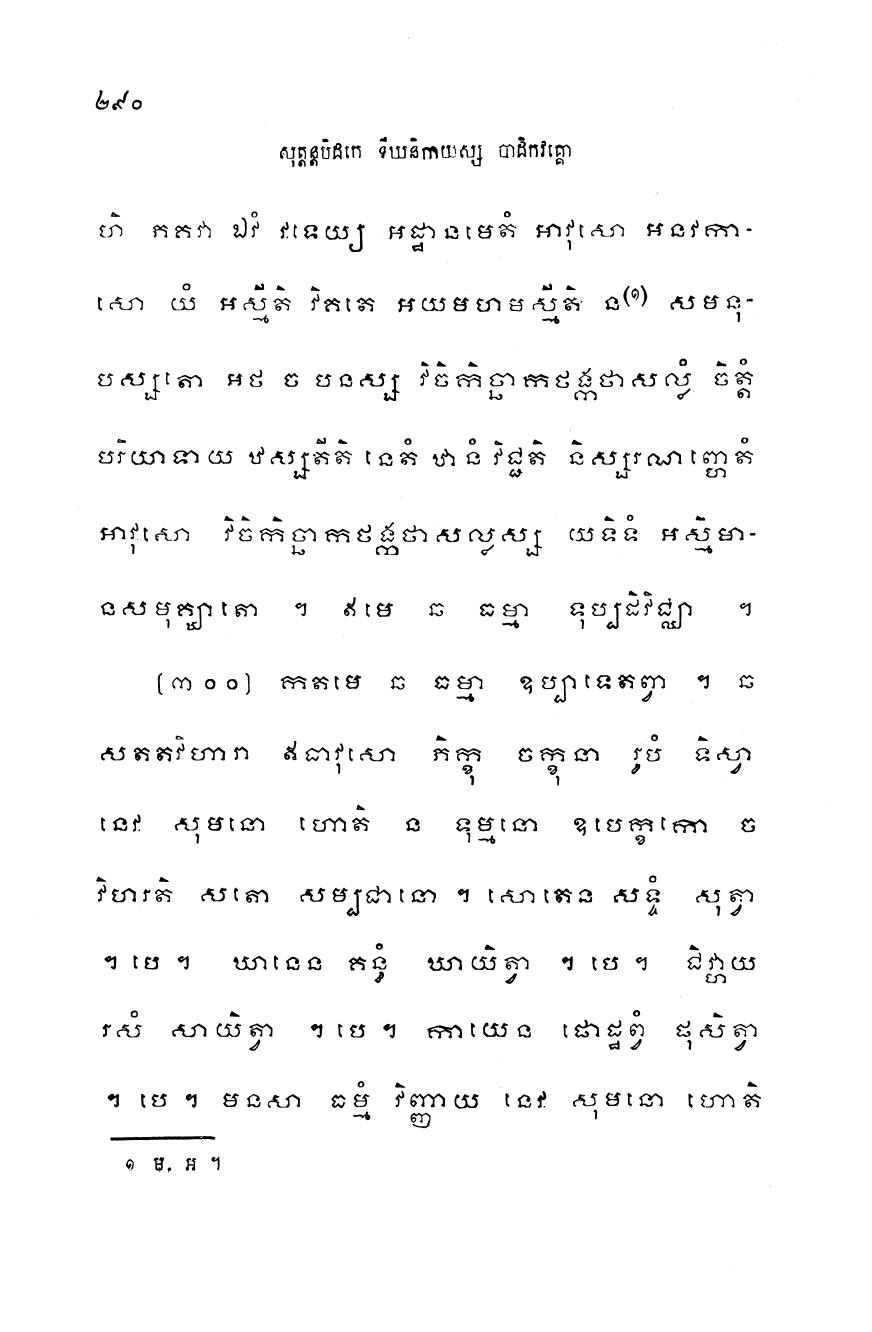 ២៩០
សុត្តន្តបិដកេ ទីឃនិកាយស្ស បាដិកវគ្គោ
ហិ ភគវា ឯវំ វទេយ្យ អដ្ឋានមេតំ អាវុសោ អនវកា-
សោ យំ អស្មីតិ វិគតេ អយមហមស្មីតិ ន(១) សមនុ-
បស្សតោ អថ ច បនស្ស វិចិកិច្ឆាកថង្កថាសល្លំ ចិត្តំ
បរិយាទាយ ឋស្សតីតិ នេតំ ឋានំ វិជ្ជតិ និស្សរណញ្ហេតំ
អាវុសោ វិចិកិច្ឆាកថង្កថាសល្លស្ស យទិទំ អស្មិមា-
នសមុគ្ឃាតោ ។ ឥមេ ឆ ធម្មា ទុប្បដិវិជ្ឈា ។
(៣០០) កតមេ ឆ ធម្មា ឧប្បាទេតព្វា ។ ឆ
សតតវិហារា ឥធាវុសោ ភិក្ខុ ចក្ខុនា រូបំ ទិស្វា
នេវ សុមនោ ហោតិ ន ទុម្មនោ ឧបេក្ខកោ ច
វិហរតិ សតោ សម្បជានោ ។ សោតេន សទ្ទំ សុត្វា
។ បេ ។ ឃានេន គន្ធំ ឃាយិត្វា ។ បេ ។ ជិវ្ហាយ
រសំ សាយិត្វា ។ បេ ។ កាយេន ផោដ្ឋព្វំ ផុសិត្វា
។ បេ ។ មនសា ធម្មំ វិញ្ញាយ នេវ សុមនោ ហោតិ
១ ម. អ ។